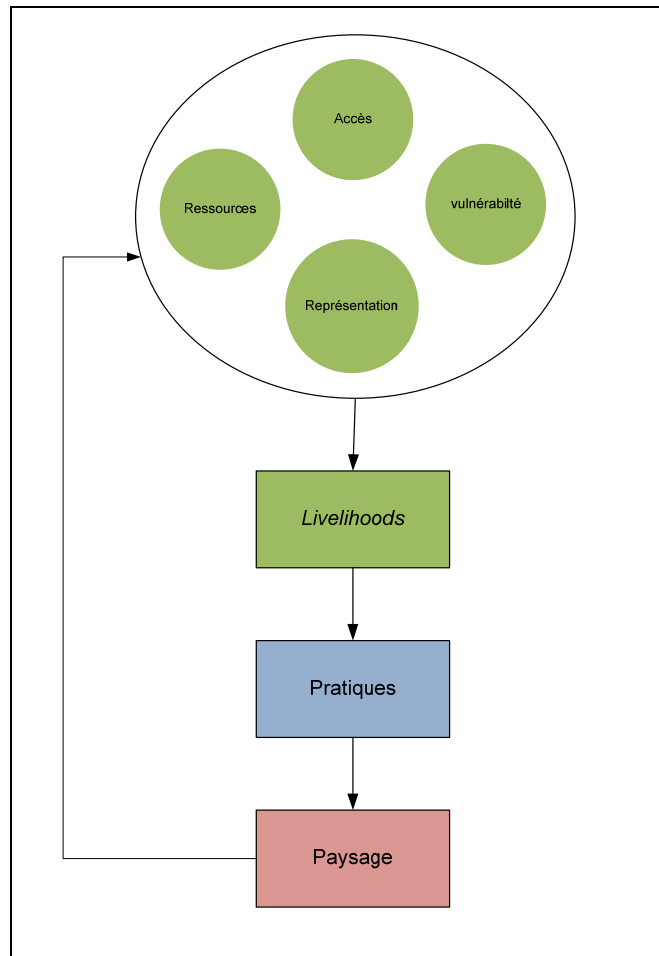 Accès
Ressources
vulnérabilté
Représentation
Livelihoods
Pratiques
Paysage